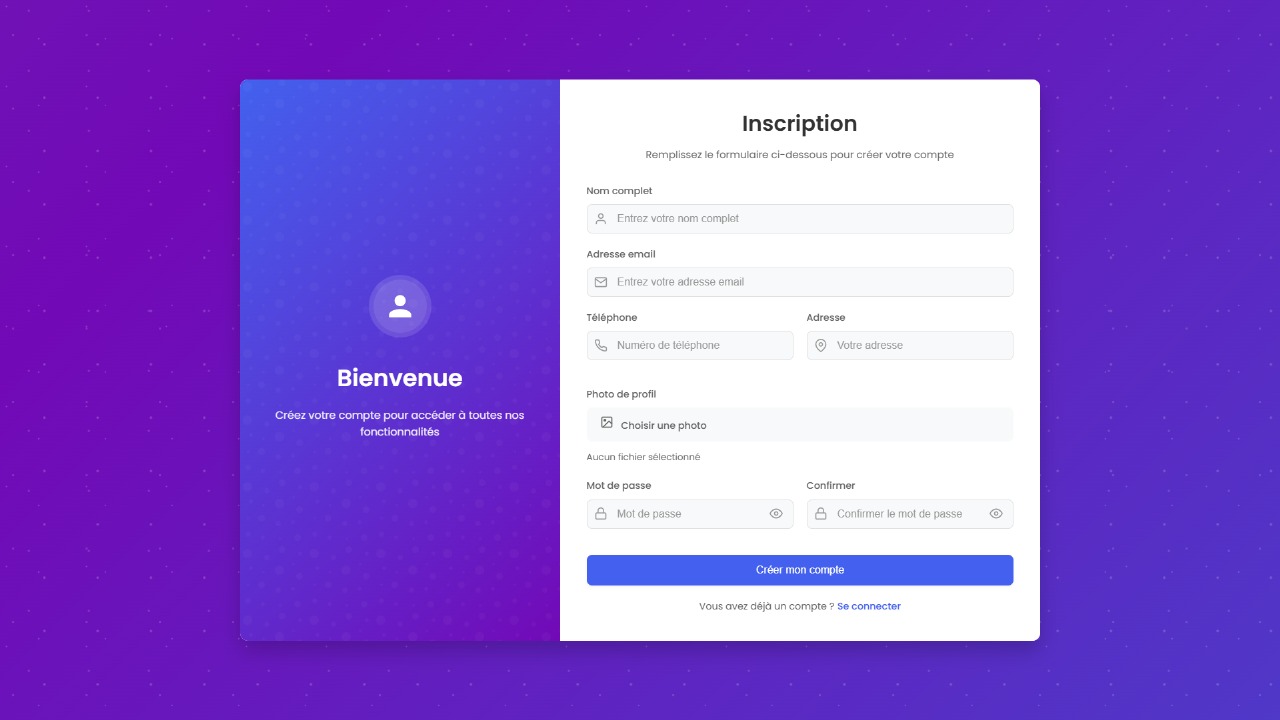 Bienvenue
Créez votre compte pour accéder à toutes nos
fonctionnalités
Inscription
Remplissez le formulaire ci-dessous pour créer votre compte
Nom complet
Entrez votre nom complet
Adresse email
Entrez votre adresse email
Téléphone
Numéro de téléphone
Adresse
Votre adresse
Photo de profil
Choisir une photo
Aucun fichier sélectionné
Mot de passe
Mot de passe
Confirmer
Confirmer le mot de passe
Créer mon compte
Vous avez déjà un compte ? Se connecter